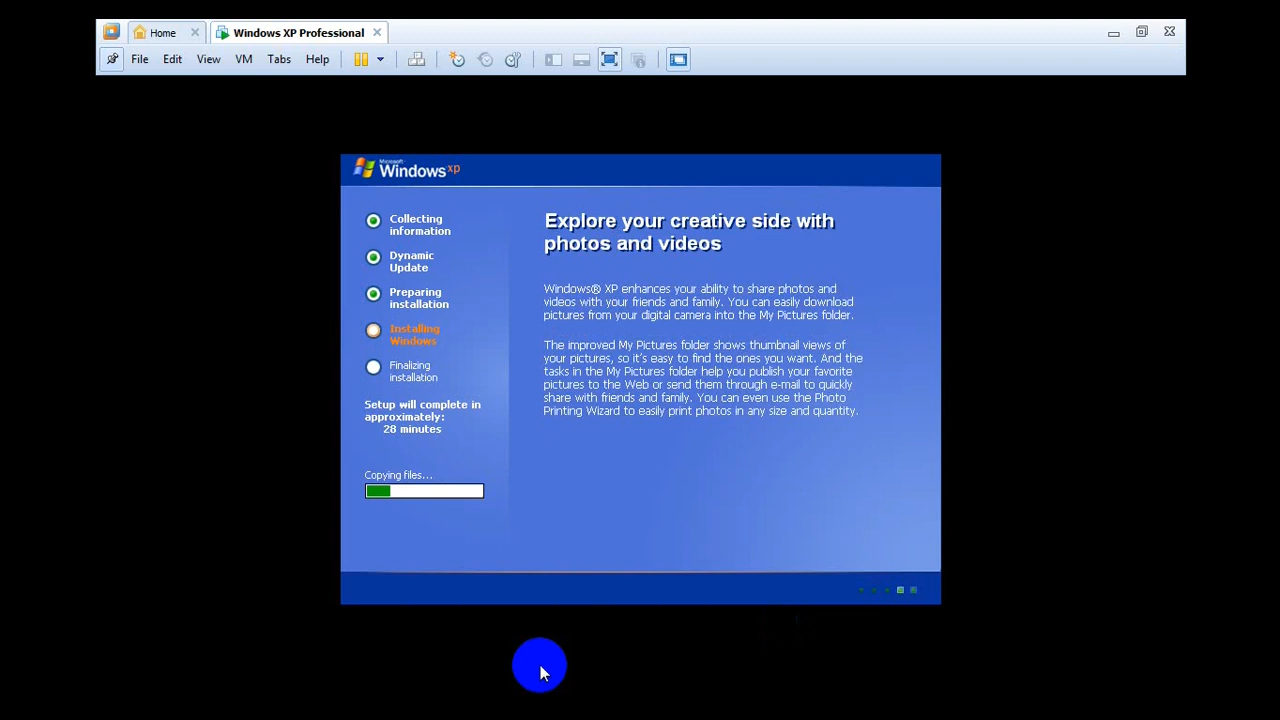 Home
Windows XP Professional
File Edit View VM Tabs Help
Microsoft
Windows xp
Collecting
information
Dynamic
Update
Preparing
installation
Installing
Windows
Finalizing
installation
Setup will complete in
approximately:
28 minutes
Copying files...
Explore your creative side with
photos and videos
Windows® XP enhances your ability to share photos and
videos with your friends and family. You can easily download
pictures from your digital camera into the My Pictures folder.
The improved My Pictures folder shows thumbnail views of
your pictures, so it's easy to find the ones you want. And the
tasks in the My Pictures folder help you publish your favorite
pictures to the Web or send them through e-mail to quickly
share with friends and family. You can even use the Photo
Printing Wizard to easily print photos in any size and quantity.